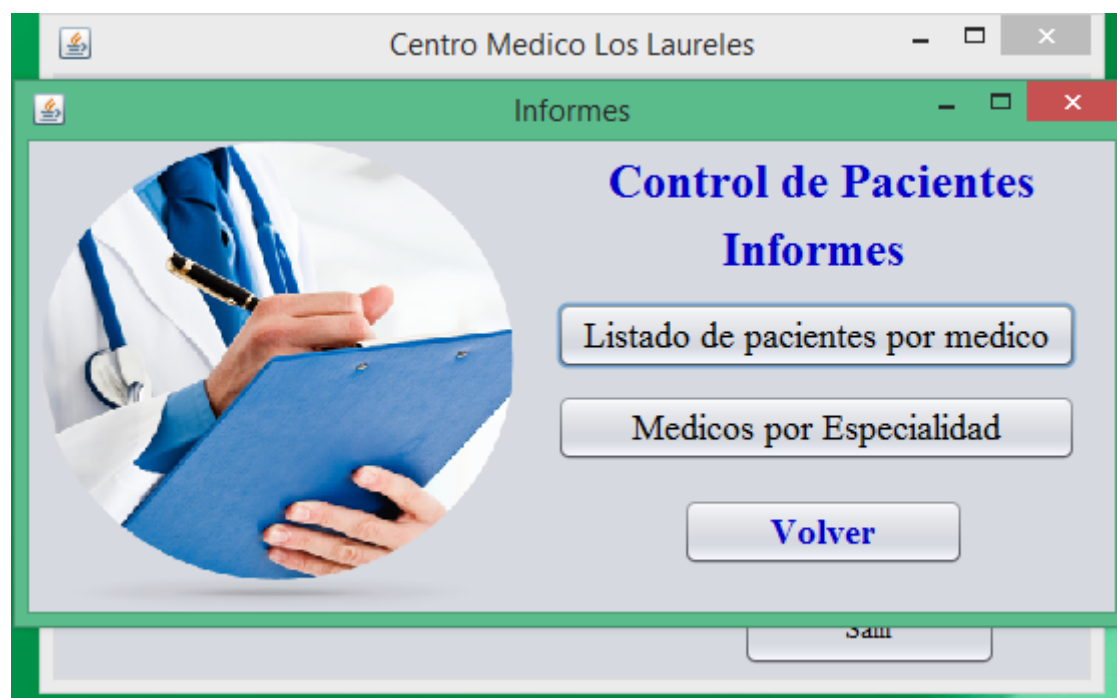 Centro Medico Los Laureles
Informes
Control de Pacientes
Informes
Listado de pacientes por medico
Medicos por Especialidad
Volver